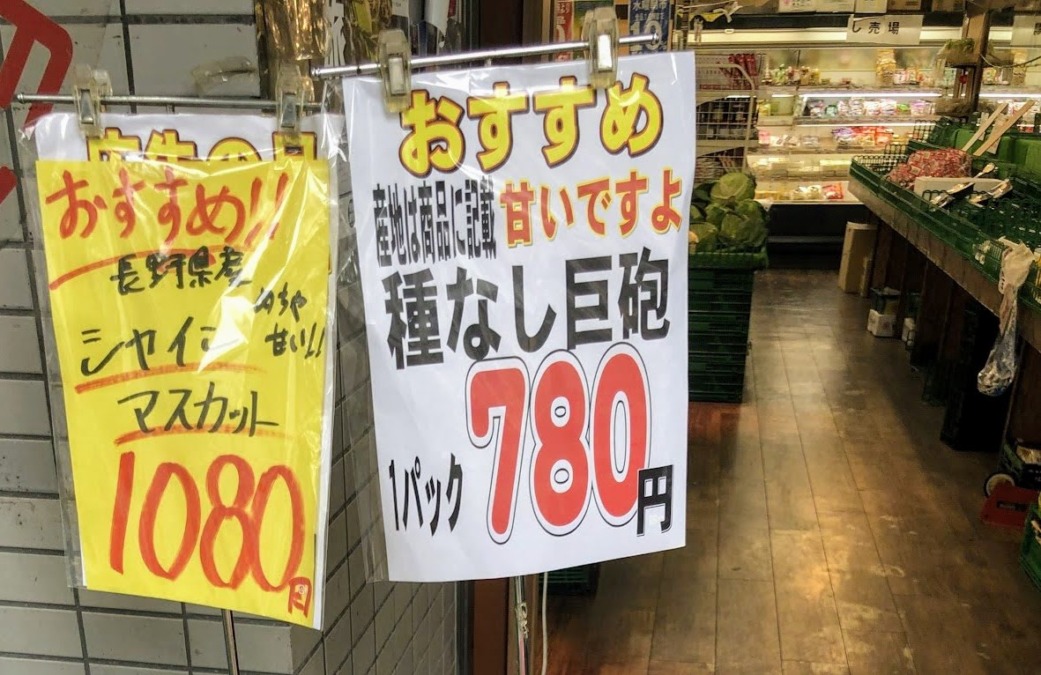 おすすめ!!
長野県産
めちゃ
甘い!!
シャイン
マスカット
1080円
おすすめ
産地は商品に記載 甘いですよ
種なし巨砲
780円
1パック
し売場